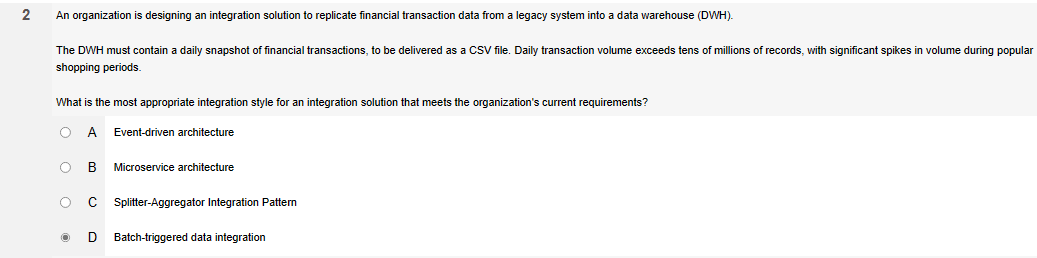 2 An organization is designing an integration solution to replicate financial transaction data from a legacy system into a data warehouse (DWH).
The DWH must contain a daily snapshot of financial transactions, to be delivered as a CSV file. Daily transaction volume exceeds tens of millions of records, with significant spikes in volume during popular
shopping periods.
What is the most appropriate integration style for an integration solution that meets the organization's current requirements?
A Event-driven architecture
B Microservice architecture
C Splitter-Aggregator Integration Pattern
D Batch-triggered data integration